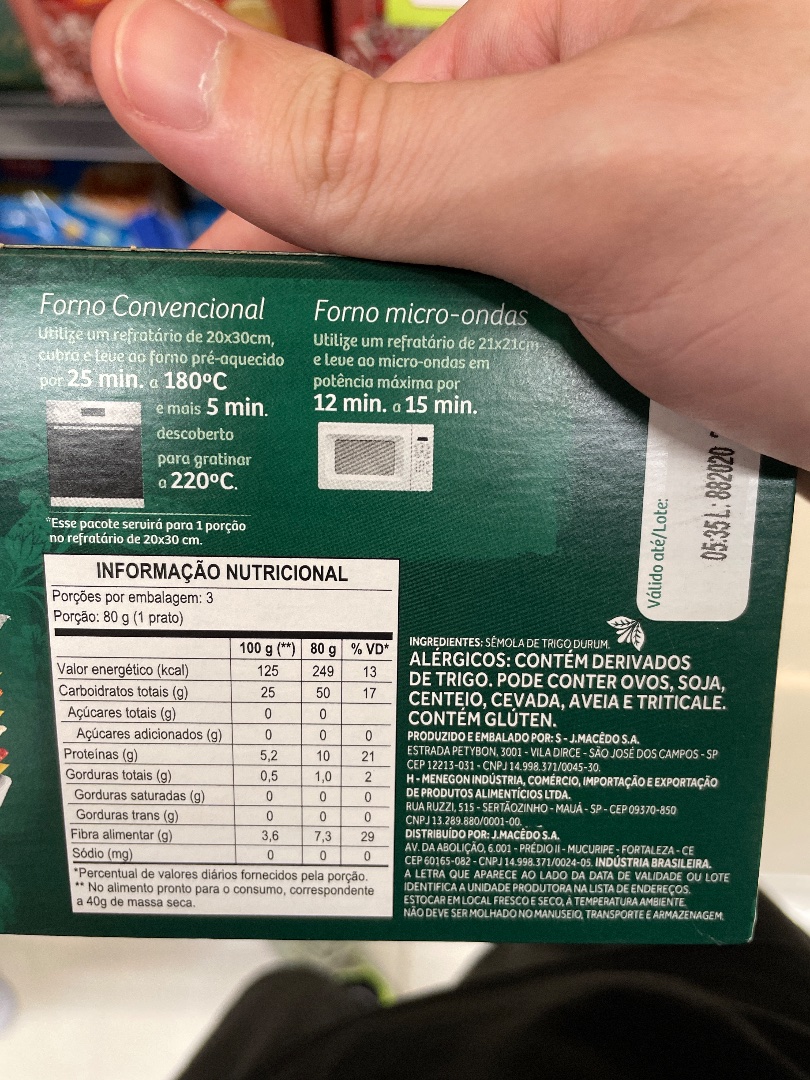 Forno Convencional
Utilize um refratário de 20x30cm,
cubra e leve ao forno pré-aquecido
por 25 min. a 180ºC
e mais 5 min.
descoberto
para gratinar
a 220ºC.
*Esse pacote servirá para 1 porção
no refratário de 20x30 cm.
Forno micro-ondas
Utilize um refratário de 21x21cm
e leve ao micro-ondas em
potência máxima por
12 min. a 15 min.
Válido até/Lote:
05:35 L: 882020
INFORMAÇÃO NUTRICIONAL
Porções por embalagem: 3
Porção: 80 g (1 prato)
100 g (**) 80 g % VD*
Valor energético (kcal) 125 249 13
Carboidratos totais (g) 25 50 17
Açúcares totais (g) 0 0
Açúcares adicionados (g) 0 0 0
Proteínas (g) 5,2 10 21
Gorduras totais (g) 0,5 1,0 2
Gorduras saturadas (g) 0 0 0
Gorduras trans (g) 0 0 0
Fibra alimentar (g) 3,6 7,3 29
Sódio (mg) 0 0 0
*Percentual de valores diários fornecidos pela porção.
** No alimento pronto para o consumo, correspondente
a 40g de massa seca.
INGREDIENTES: SÊMOLA DE TRIGO DURUM.
ALÉRGICOS: CONTÉM DERIVADOS
DE TRIGO. PODE CONTER OVOS, SOJA,
CENTEIO, CEVADA, AVEIA E TRITICALE.
CONTÉM GLÚTEN.
PRODUZIDO E EMBALADO POR: S - J.MACÊDO S.A.
ESTRADA PETYBON, 3001 - VILA DIRCE - SÃO JOSÉ DOS CAMPOS - SP
CEP 12213-031 - CNPJ 14.998.371/0045-30.
H - MENEGON INDÚSTRIA, COMÉRCIO, IMPORTAÇÃO E EXPORTAÇÃO
DE PRODUTOS ALIMENTÍCIOS LTDA.
RUA RUZZI, 515 - SERTÃOZINHO - MAUÁ - SP - CEP 09370-850
CNPJ 13.289.880/0001-00.
DISTRIBUÍDO POR: J.MACÊDO S.A.
AV. DA ABOLIÇÃO, 6.001 - PRÉDIO II - MUCURIPE - FORTALEZA - CE
CEP 60165-082 - CNPJ 14.998.371/0024-05. INDÚSTRIA BRASILEIRA.
A LETRA QUE APARECE AO LADO DA DATA DE VALIDADE OU LOTE
IDENTIFICA A UNIDADE PRODUTORA NA LISTA DE ENDEREÇOS.
ESTOCAR EM LOCAL FRESCO E SECO, À TEMPERATURA AMBIENTE.
NÃO DEVE SER MOLHADO NO MANUSEIO, TRANSPORTE E ARMAZENAGEM.